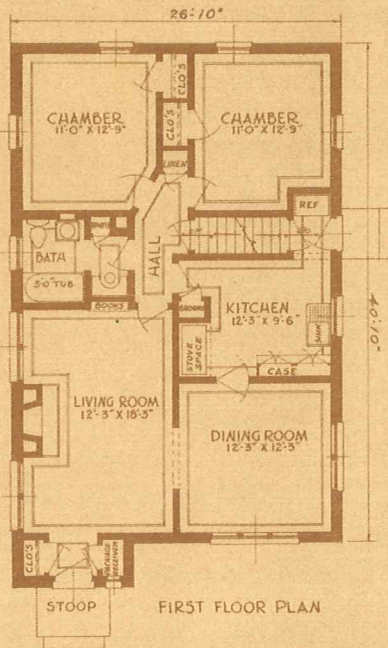 26'-10"
CHAMBER
11'-0" X 12'-9"
CLO'S
CLO'S
CHAMBER
11'-0" X 12'-9"
LINEN
REF
BATH
5'-0" TUB
HALL
BOOKS
BROOMS
KITCHEN
12'-3" X 9'-6"
SINK
STOVE SPACE
CASE
40'-10"
LIVING ROOM
12'-3" X 18'-3"
DINING ROOM
12'-3" X 12'-3"
CLO'S
PACKAGE
RECEIVER
STOOP
FIRST FLOOR PLAN